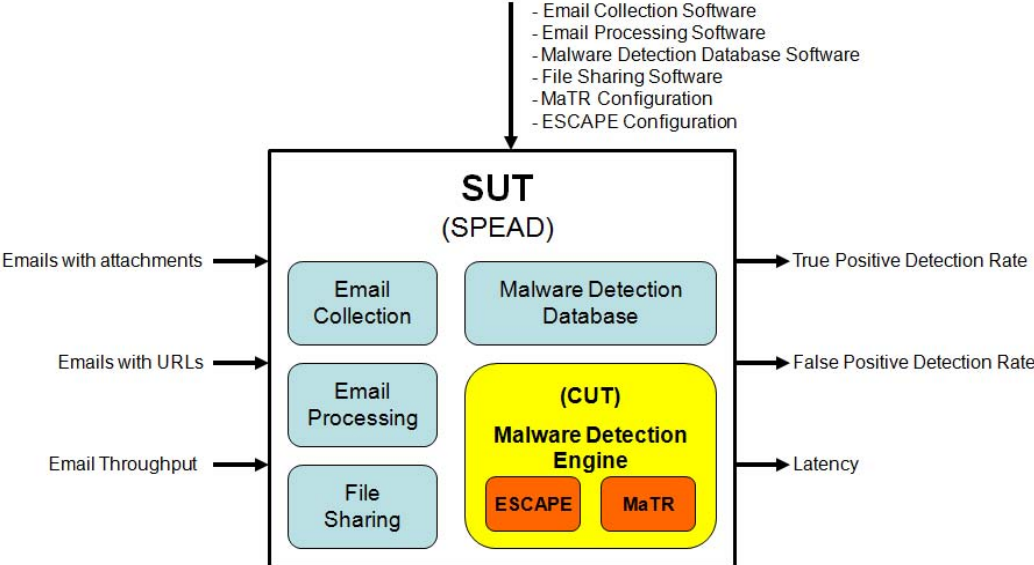 - Email Collection Software
- Email Processing Software
- Malware Detection Database Software
- File Sharing Software
- MaTR Configuration
- ESCAPE Configuration
SUT
(SPEAD)
Emails with attachments
Emails with URLs
Email Throughput
Email
Collection
Malware Detection
Database
Email
Processing
(CUT)
Malware Detection
Engine
ESCAPE
MaTR
File
Sharing
True Positive Detection Rate
False Positive Detection Rate
Latency